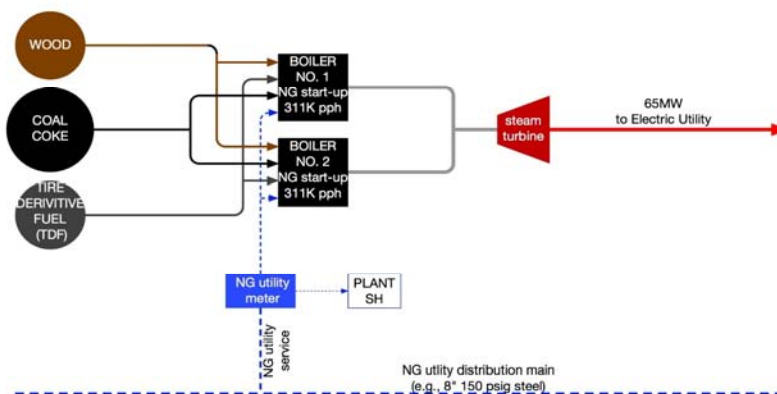 WOOD
COAL
COKE
TIRE
DERIVITIVE
FUEL
(TDF)
BOILER
NO. 1
NG start-up
311K pph
BOILER
NO. 2
NG start-up
311K pph
steam
turbine
65MW
to Electric Utility
NG utility
meter
PLANT
SH
NG utility
service
NG utlity distribution main
(e.g., 8" 150 psig steel)